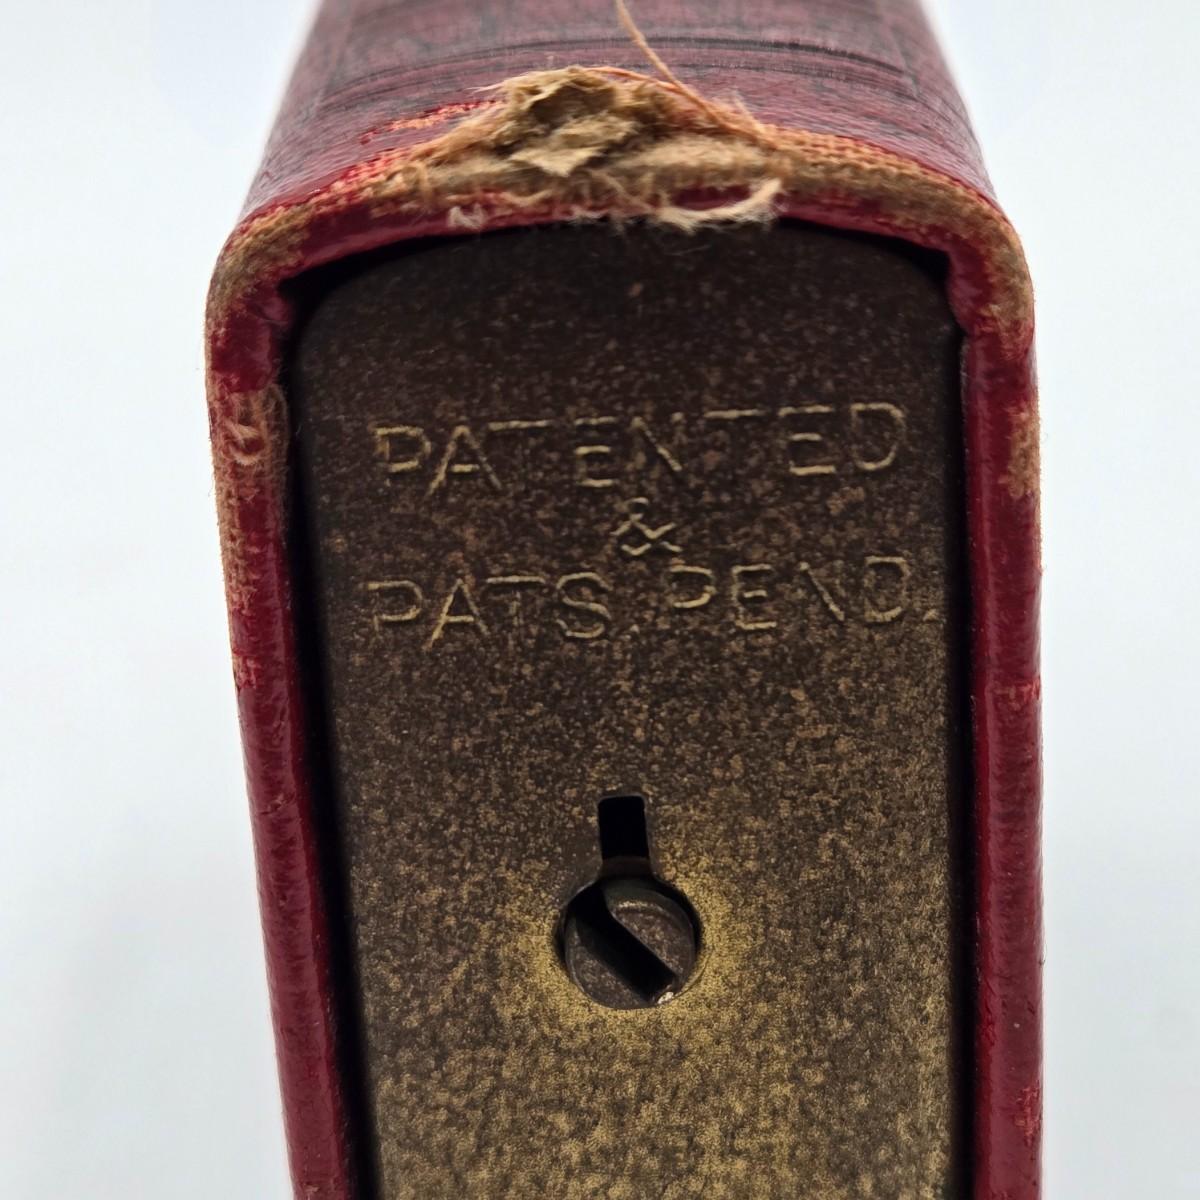 PATENTED
&
PATS. PEND.